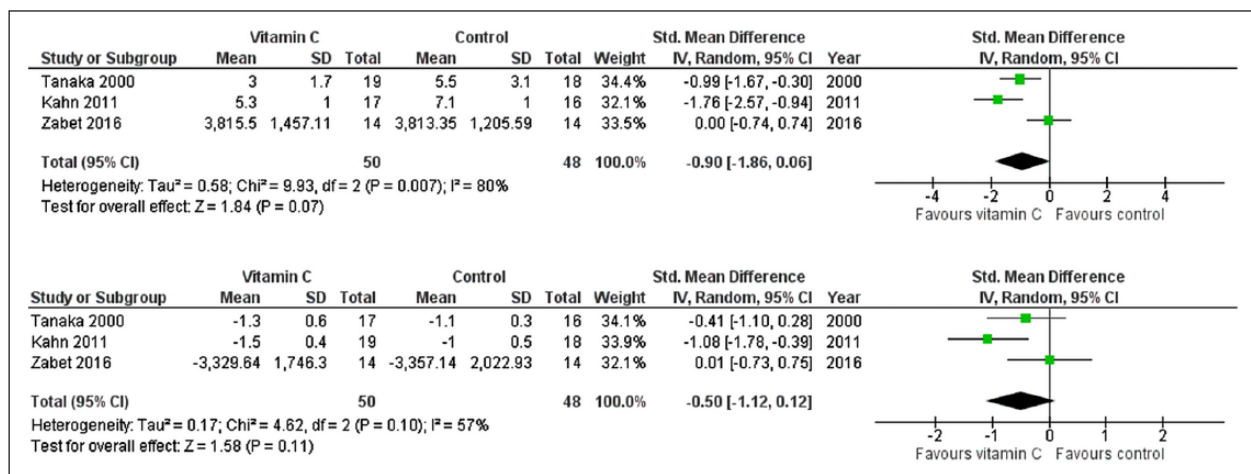 Vitamin C Control Std. Mean Difference Std. Mean Difference
Study or Subgroup Mean SD Total Mean SD Total Weight IV, Random, 95% CI Year IV, Random, 95% CI
Tanaka 2000 3 1.7 19 5.5 3.1 18 34.4% -0.99 [-1.67, -0.30] 2000
Kahn 2011 5.3 1 17 7.1 1 16 32.1% -1.76 [-2.57, -0.94] 2011
Zabet 2016 3,815.5 1,457.11 14 3,813.35 1,205.59 14 33.5% 0.00 [-0.74, 0.74] 2016
Total (95% CI) 50 48 100.0% -0.90 [-1.86, 0.06]
Heterogeneity: Tau² = 0.58; Chi² = 9.93, df = 2 (P = 0.007); I² = 80%
Test for overall effect: Z = 1.84 (P = 0.07)
-4 -2 0 2 4
Favours vitamin C Favours control
Vitamin C Control Std. Mean Difference Std. Mean Difference
Study or Subgroup Mean SD Total Mean SD Total Weight IV, Random, 95% CI Year IV, Random, 95% CI
Tanaka 2000 -1.3 0.6 17 -1.1 0.3 16 34.1% -0.41 [-1.10, 0.28] 2000
Kahn 2011 -1.5 0.4 19 -1 0.5 18 33.9% -1.08 [-1.78, -0.39] 2011
Zabet 2016 -3,329.64 1,746.3 14 -3,357.14 2,022.93 14 32.1% 0.01 [-0.73, 0.75] 2016
Total (95% CI) 50 48 100.0% -0.50 [-1.12, 0.12]
Heterogeneity: Tau² = 0.17; Chi² = 4.62, df = 2 (P = 0.10); I² = 57%
Test for overall effect: Z = 1.58 (P = 0.11)
-2 -1 0 1 2
Favours vitamin C Favours control